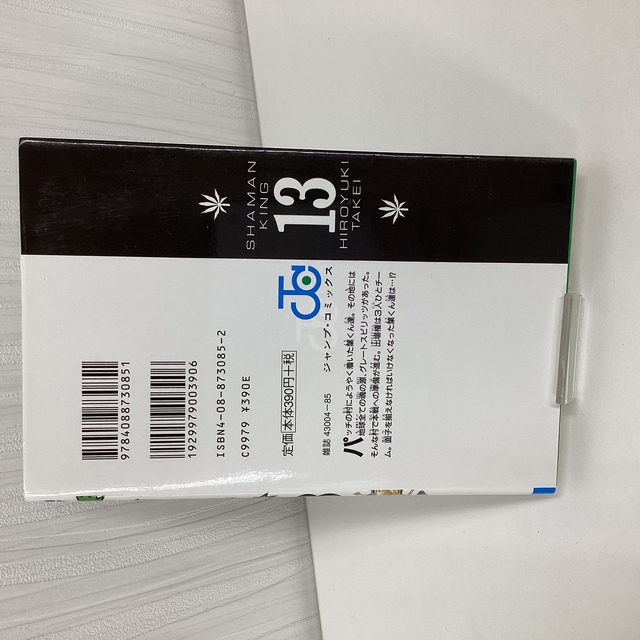 SHAMAN
KING
13
HIROYUKI
TAKEI
9784088730851
1929979003906
ISBN4-08-873085-2
C9979 ¥390E
定価 本体390円+税
ジャンプ・コミックス
雑誌 43004-85
パッチの村にようやく着いた葉くん達。その地には
地球全ての魂の源、グレートスピリッツがあった。
そんな村で本戦への準備が進む。出場権は3人ひとチー
ム。面子を揃えなければいけなくなった葉くん達は…!?